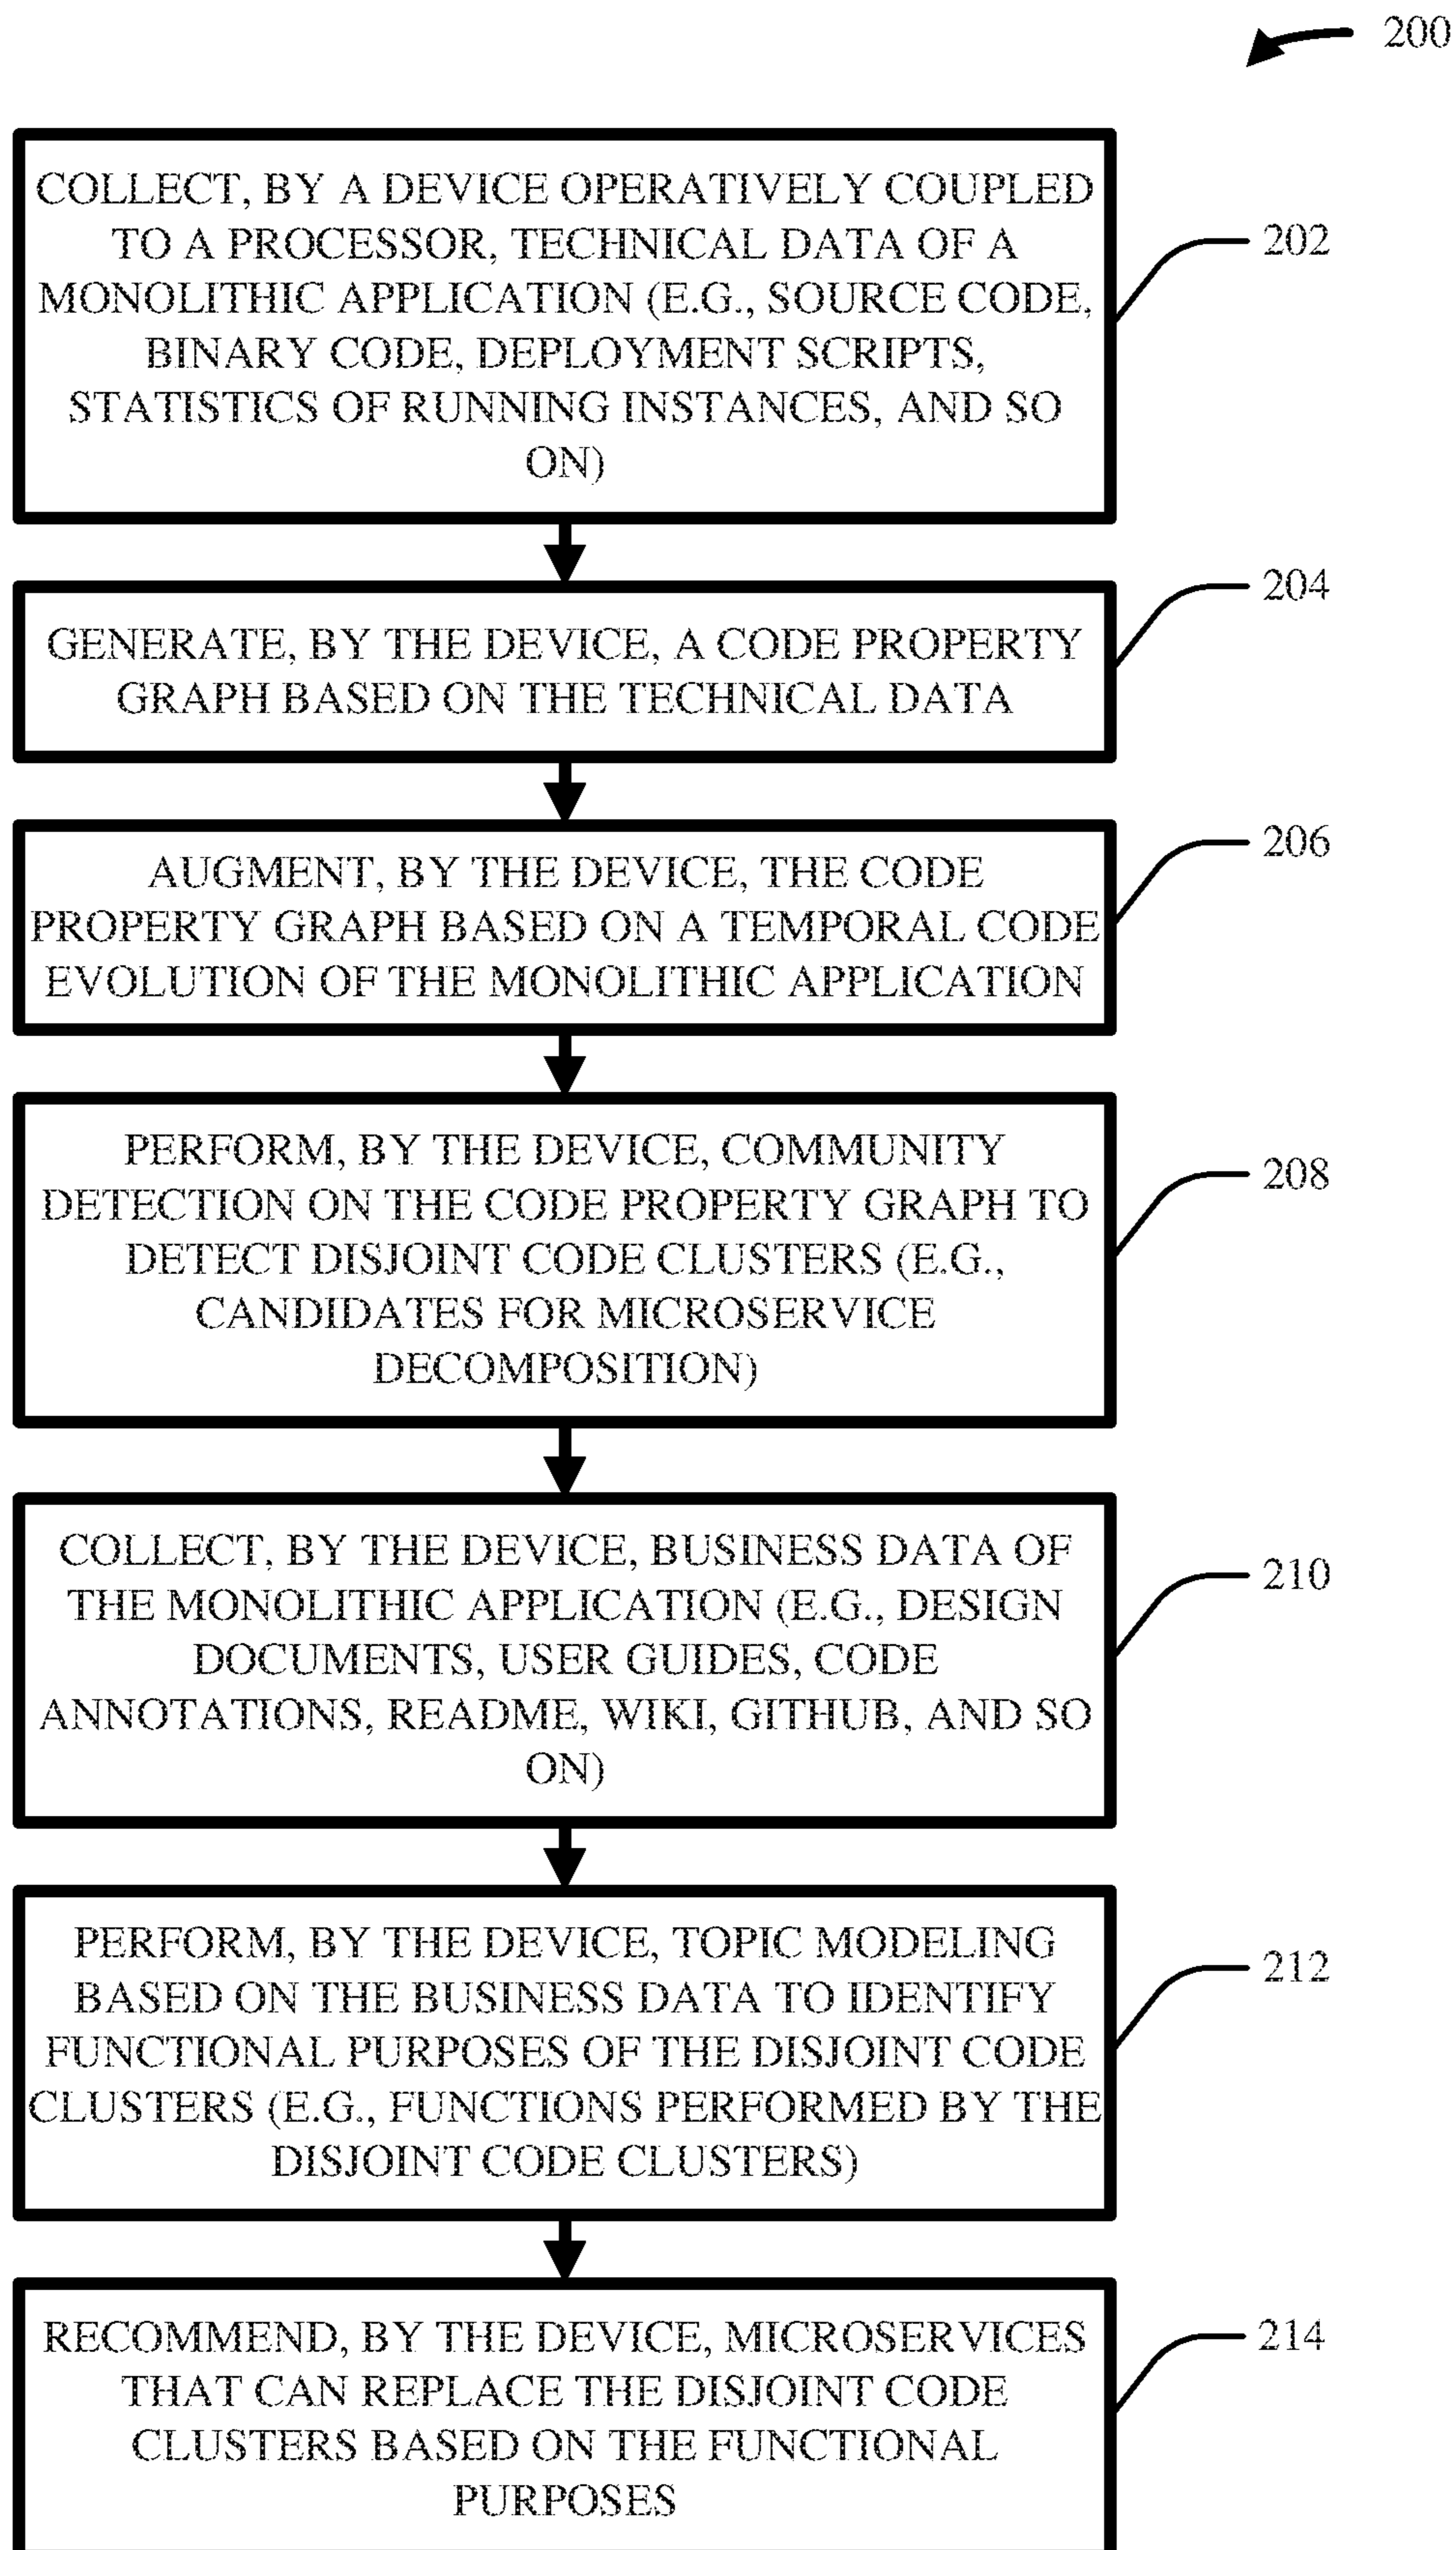 200
COLLECT, BY A DEVICE OPERATIVELY COUPLED
TO A PROCESSOR, TECHNICAL DATA OF A
MONOLITHIC APPLICATION (E.G., SOURCE CODE,
BINARY CODE, DEPLOYMENT SCRIPTS,
STATISTICS OF RUNNING INSTANCES, AND SO
ON)
202
GENERATE, BY THE DEVICE, A CODE PROPERTY
GRAPH BASED ON THE TECHNICAL DATA
204
AUGMENT, BY THE DEVICE, THE CODE
PROPERTY GRAPH BASED ON A TEMPORAL CODE
EVOLUTION OF THE MONOLITHIC APPLICATION
206
PERFORM, BY THE DEVICE, COMMUNITY
DETECTION ON THE CODE PROPERTY GRAPH TO
DETECT DISJOINT CODE CLUSTERS (E.G.,
CANDIDATES FOR MICROSERVICE
DECOMPOSITION)
208
COLLECT, BY THE DEVICE, BUSINESS DATA OF
THE MONOLITHIC APPLICATION (E.G., DESIGN
DOCUMENTS, USER GUIDES, CODE
ANNOTATIONS, README, WIKI, GITHUB, AND SO
ON)
210
PERFORM, BY THE DEVICE, TOPIC MODELING
BASED ON THE BUSINESS DATA TO IDENTIFY
FUNCTIONAL PURPOSES OF THE DISJOINT CODE
CLUSTERS (E.G., FUNCTIONS PERFORMED BY THE
DISJOINT CODE CLUSTERS)
212
RECOMMEND, BY THE DEVICE, MICROSERVICES
THAT CAN REPLACE THE DISJOINT CODE
CLUSTERS BASED ON THE FUNCTIONAL
PURPOSES
214